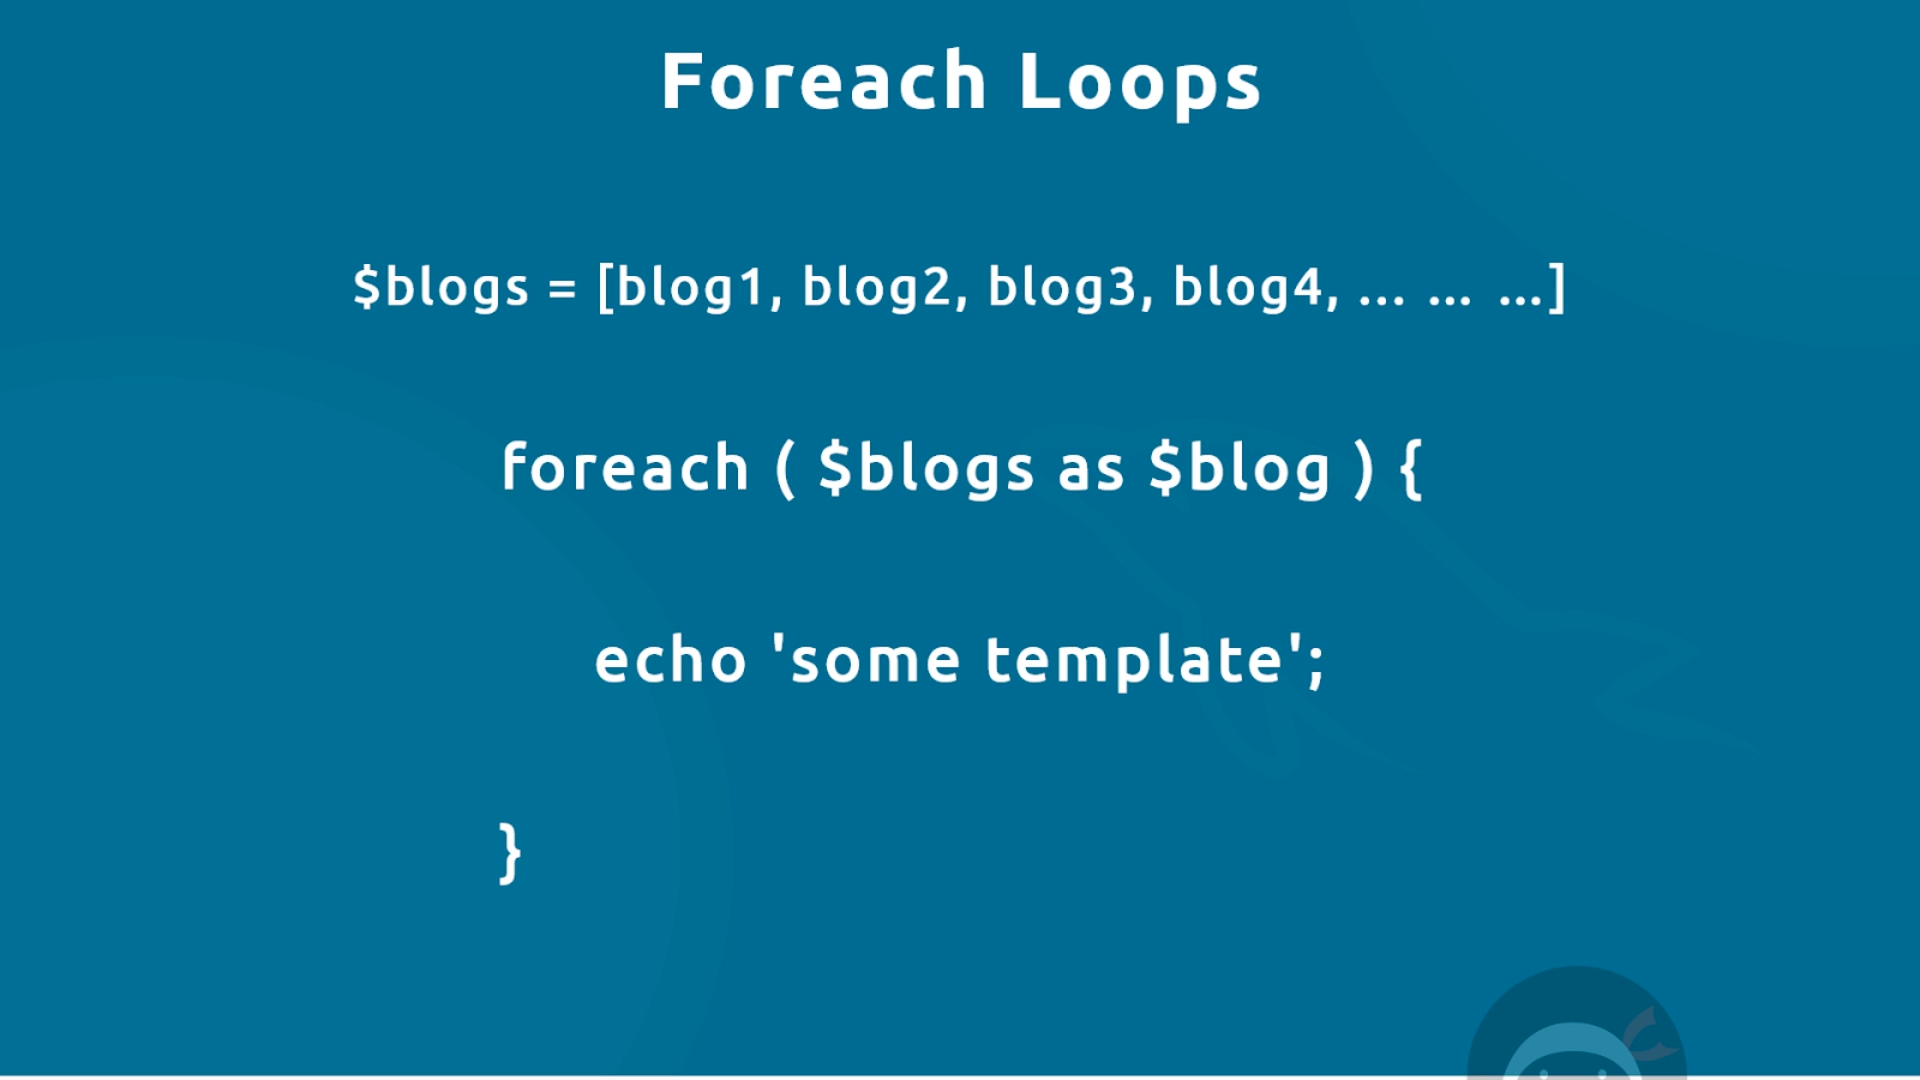 Foreach Loops
$blogs = [blog1, blog2, blog3, blog4, ... ... ...]
foreach ( $blogs as $blog ) {
echo 'some template';
}